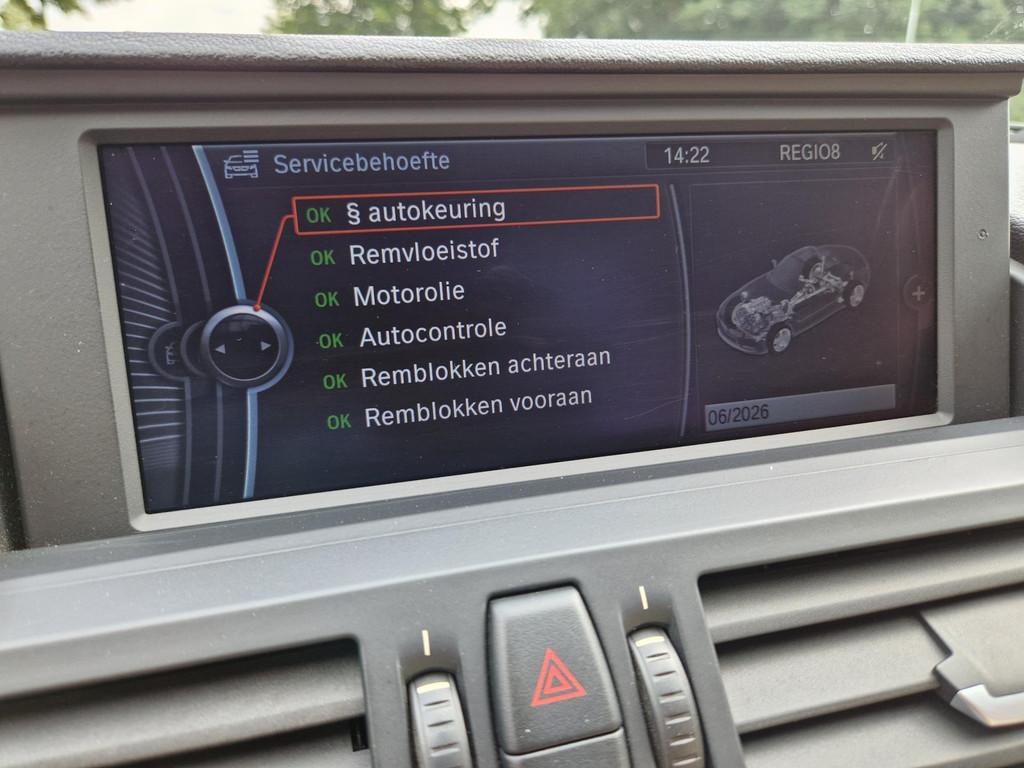 Servicebehoefte
14:22
REGIO8
OK § autokeuring
OK Remvloeistof
OK Motorolie
OK Autocontrole
OK Remblokken achteraan
OK Remblokken vooraan
06/2026